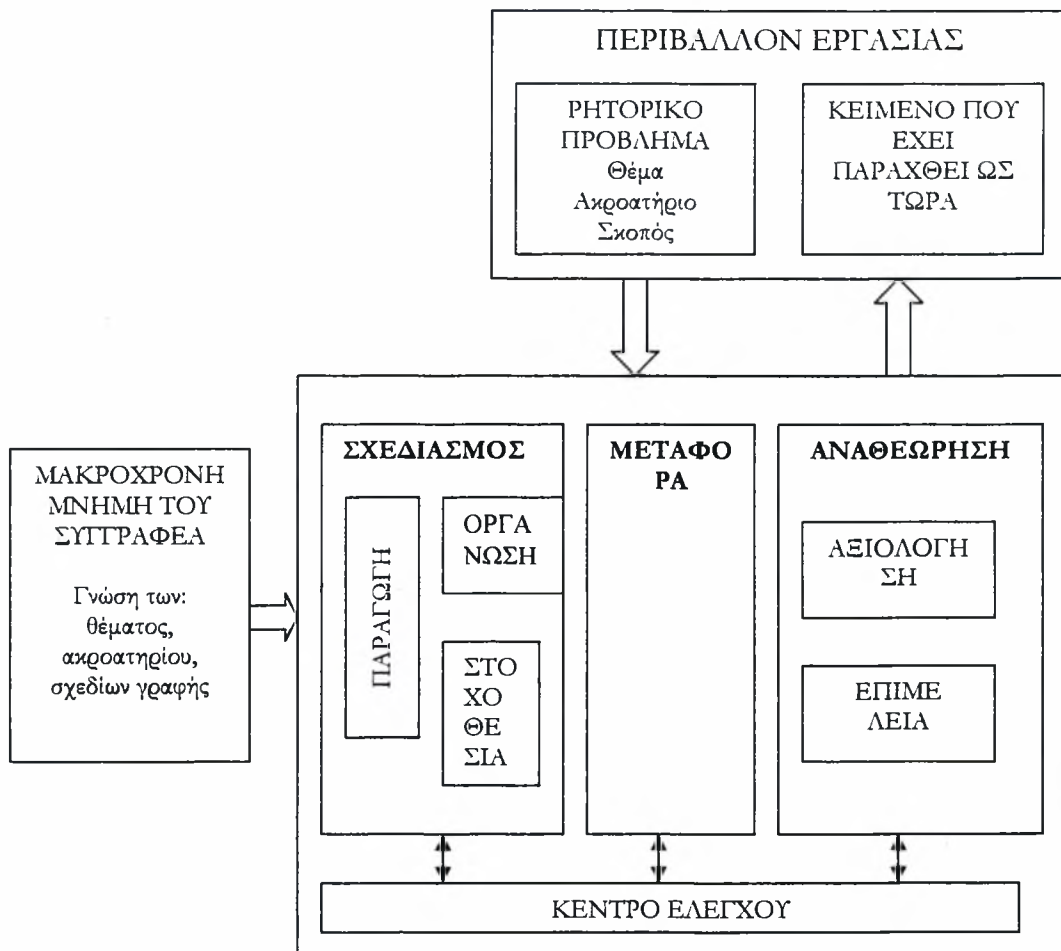 ΠΕΡΙΒΑΛΛΟΝ ΕΡΓΑΣΙΑΣ
ΡΗΤΟΡΙΚΟ
ΠΡΟΒΛΗΜΑ
Θέμα
Ακροατήριο
Σκοπός
ΚΕΙΜΕΝΟ ΠΟΥ
ΕΧΕΙ
ΠΑΡΑΧΘΕΙ ΩΣ
ΤΩΡΑ
ΜΑΚΡΟΧΡΟΝΗ
ΜΝΗΜΗ ΤΟΥ
ΣΥΓΓΡΑΦΕΑ
Γνώση των:
θέματος,
ακροατηρίου,
σχεδίων γραφής
ΣΧΕΔΙΑΣΜΟΣ
ΠΑΡΑΓΩΓΗ
ΟΡΓΑ
ΝΩΣΗ
ΣΤΟ
ΧΟ
ΘΕ
ΣΙΑ
ΜΕΤΑΦΟ
ΡΑ
ΑΝΑΘΕΩΡΗΣΗ
ΑΞΙΟΛΟΓΗ
ΣΗ
ΕΠΙΜΕ
ΛΕΙΑ
ΚΕΝΤΡΟ ΕΛΕΓΧΟΥ